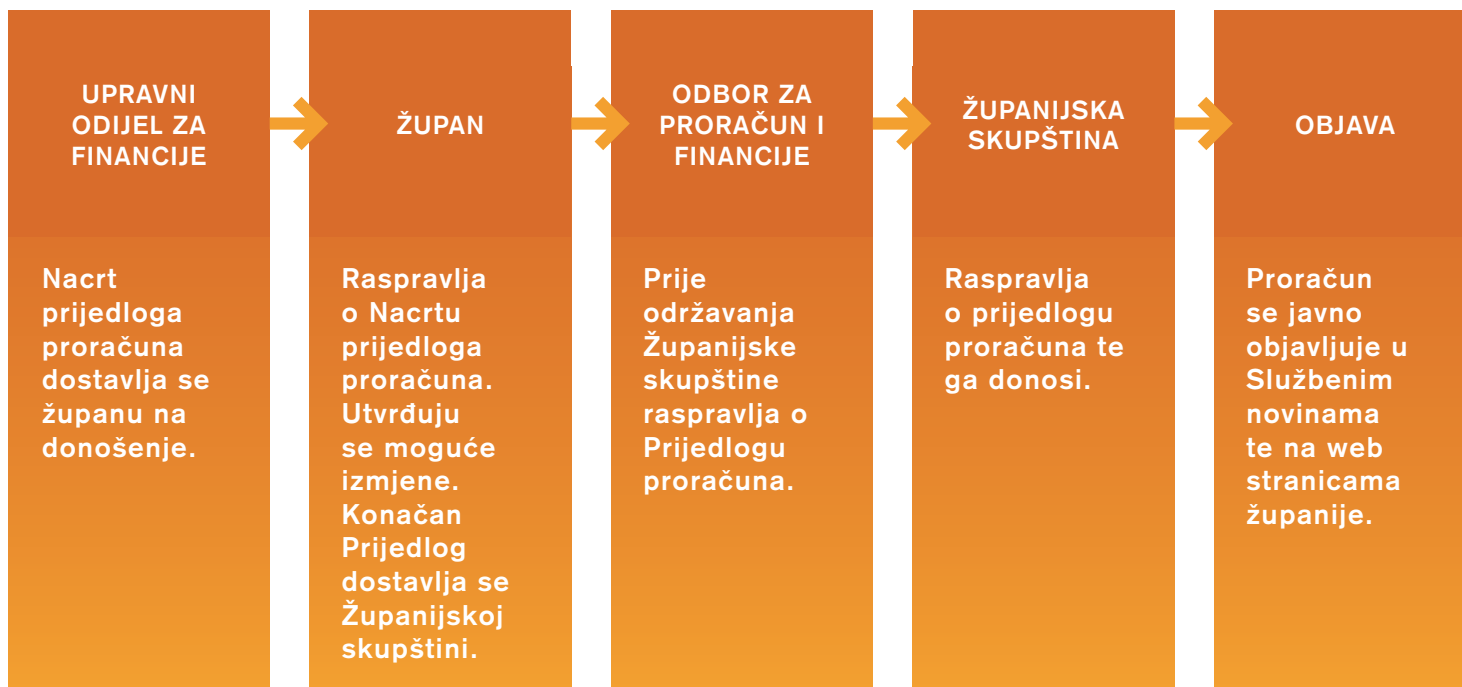 UPRAVNI
ODIJEL ZA
FINANCIJE
Nacrt
prijedloga
proračuna
dostavlja se
županu na
donošenje.
ŽUPAN
Raspravlja
o Nacrtu
prijedloga
proračuna.
Utvrđuju
se moguće
izmjene.
Konačan
Prijedlog
dostavlja se
Županijskoj
skupštini.
ODBOR ZA
PRORAČUN I
FINANCIJE
Prije
održavanja
Županijske
skupštine
raspravlja o
Prijedlogu
proračuna.
ŽUPANIJSKA
SKUPŠTINA
Raspravlja
o prijedlogu
proračuna te
ga donosi.
OBJAVA
Proračun
se javno
objavljuje u
Službenim
novinama
te na web
stranicama
županije.